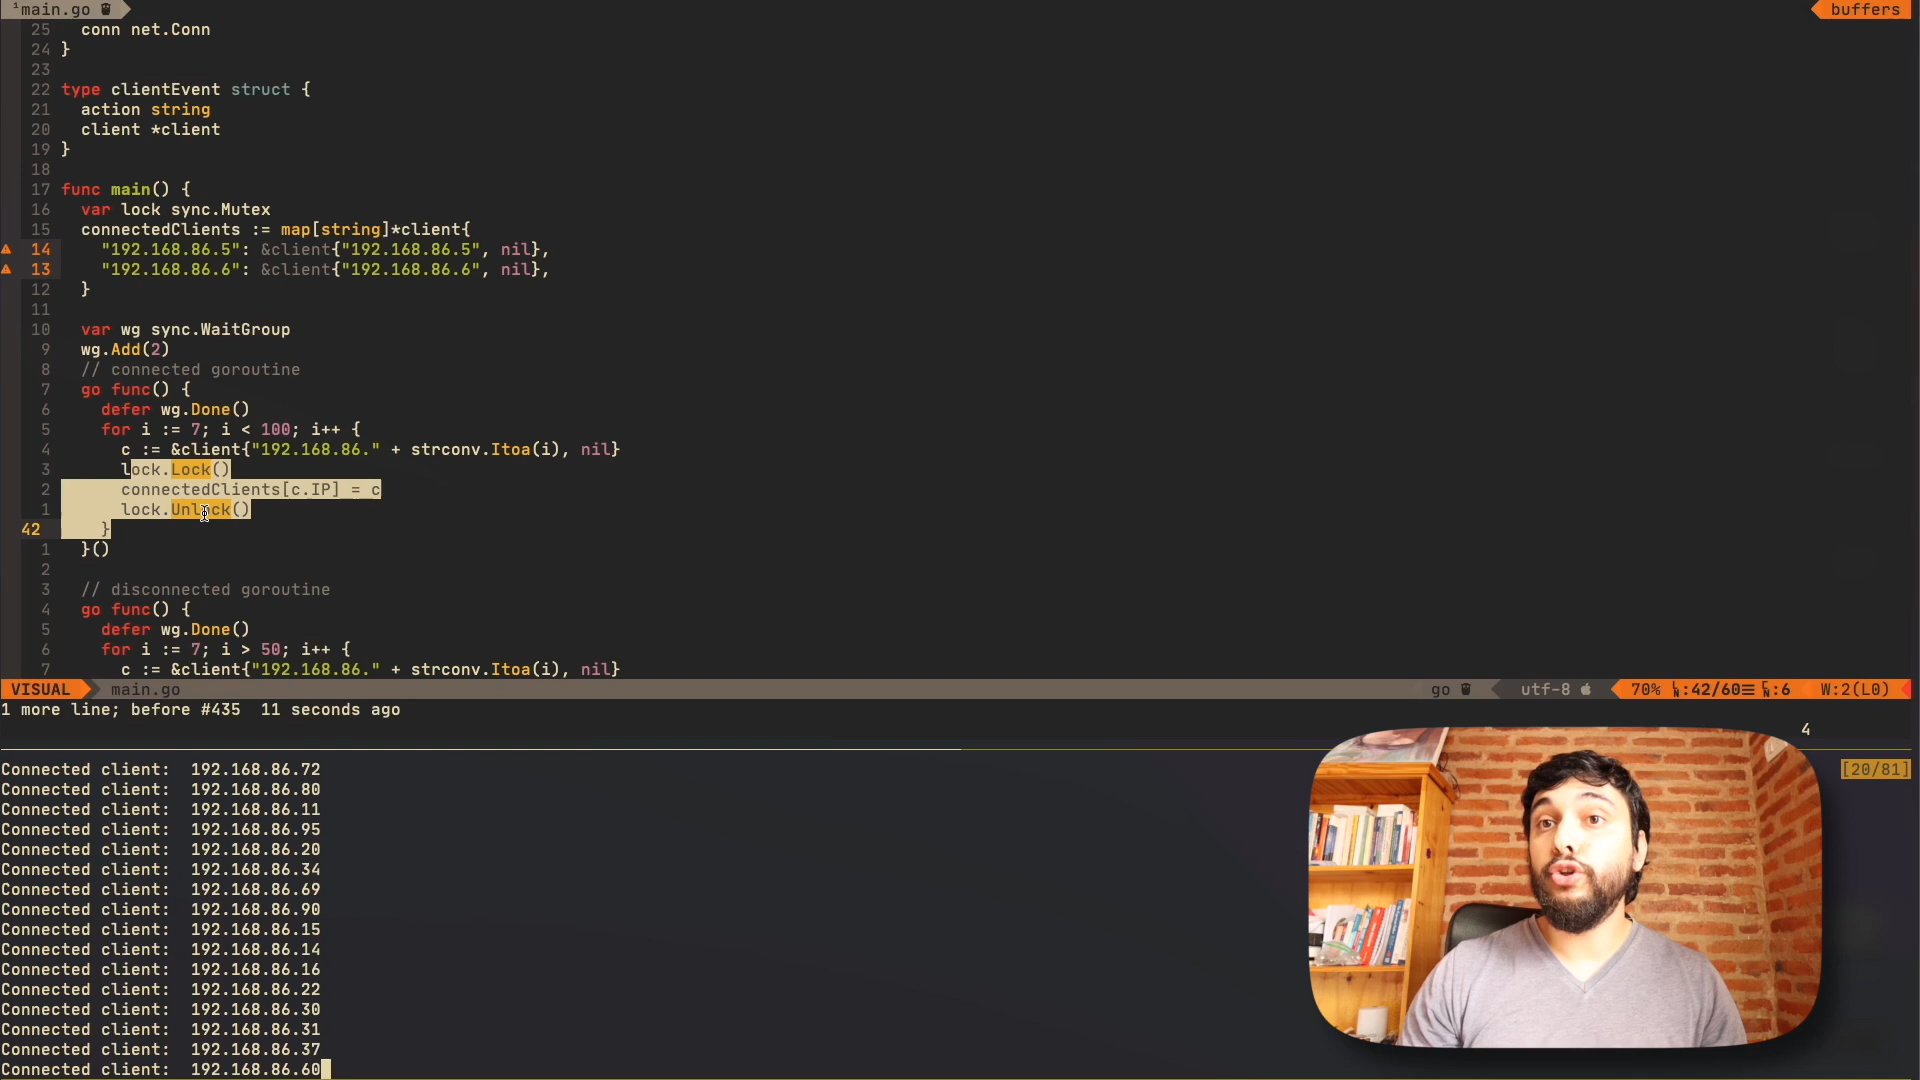 ¹main.go
buffers
25 conn net.Conn
24 }
23
22 type clientEvent struct {
21 action string
20 client *client
19 }
18
17 func main() {
16 var lock sync.Mutex
15 connectedClients := map[string]*client{
14 "192.168.86.5": &client{"192.168.86.5", nil},
13 "192.168.86.6": &client{"192.168.86.6", nil},
12 }
11
10 var wg sync.WaitGroup
9 wg.Add(2)
8 // connected goroutine
7 go func() {
6 defer wg.Done()
5 for i := 7; i < 100; i++ {
4 c := &client{"192.168.86." + strconv.Itoa(i), nil}
3 lock.Lock()
2 connectedClients[c.IP] = c
1 lock.Unlock()
42 }
1 }()
2
3 // disconnected goroutine
4 go func() {
5 defer wg.Done()
6 for i := 7; i > 50; i++ {
7 c := &client{"192.168.86." + strconv.Itoa(i), nil}
VISUAL main.go go utf-8 70% LN:42/60≡ CN:6 W:2(L0)
1 more line; before #435 11 seconds ago
4
Connected client: 192.168.86.72
[20/81]
Connected client: 192.168.86.80
Connected client: 192.168.86.11
Connected client: 192.168.86.95
Connected client: 192.168.86.20
Connected client: 192.168.86.34
Connected client: 192.168.86.69
Connected client: 192.168.86.90
Connected client: 192.168.86.15
Connected client: 192.168.86.14
Connected client: 192.168.86.16
Connected client: 192.168.86.22
Connected client: 192.168.86.30
Connected client: 192.168.86.31
Connected client: 192.168.86.37
Connected client: 192.168.86.60